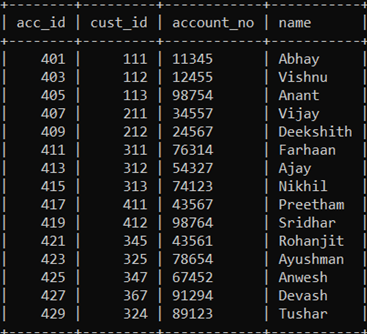 acc_id | cust_id | account_no | name
401 | 111 | 11345 | Abhay
403 | 112 | 12455 | Vishnu
405 | 113 | 98754 | Anant
407 | 211 | 34557 | Vijay
409 | 212 | 24567 | Deekshith
411 | 311 | 76314 | Farhaan
413 | 312 | 54327 | Ajay
415 | 313 | 74123 | Nikhil
417 | 411 | 43567 | Preetham
419 | 412 | 98764 | Sridhar
421 | 345 | 43561 | Rohanjit
423 | 325 | 78654 | Ayushman
425 | 347 | 67452 | Anwesh
427 | 367 | 91294 | Devash
429 | 324 | 89123 | Tushar